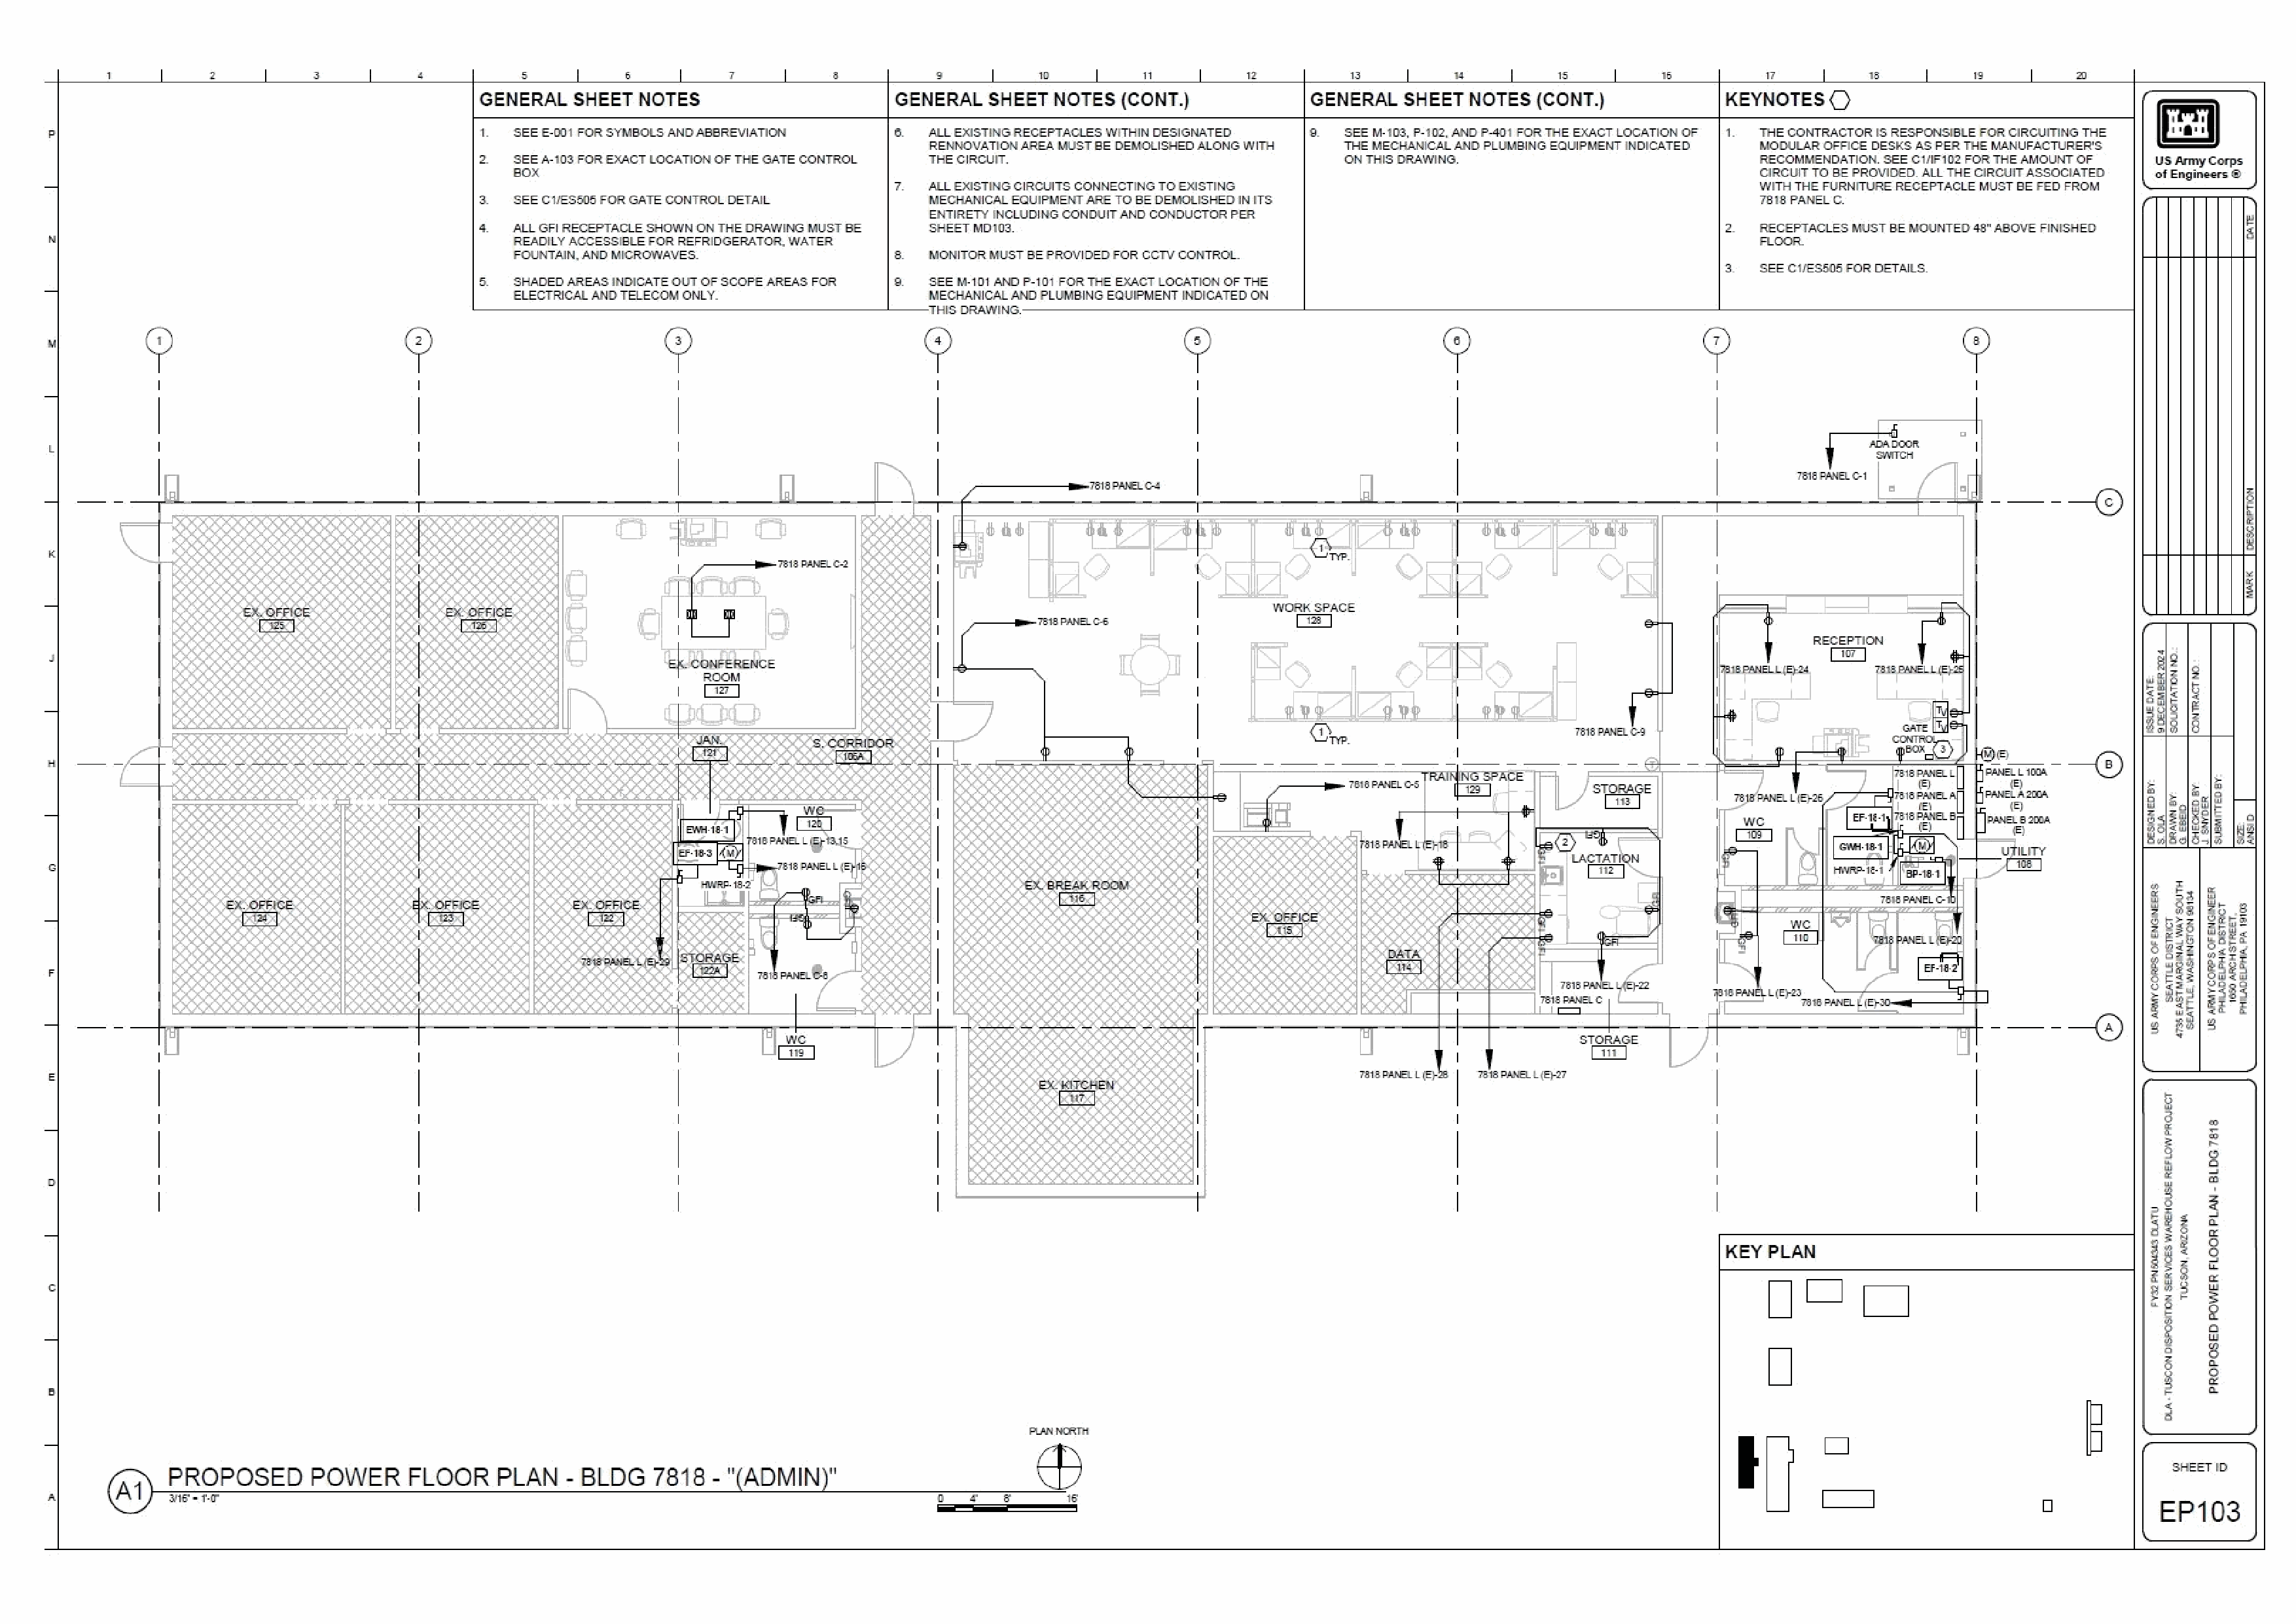 1 2 3 4 5 6 7 8 9 10 11 12 13 14 15 16 17 18 19 20
P
N
M
L
K
J
H
G
F
E
D
C
B
A
GENERAL SHEET NOTES
1. SEE E-001 FOR SYMBOLS AND ABBREVIATION
2. SEE A-103 FOR EXACT LOCATION OF THE GATE CONTROL
BOX
3. SEE C1/ES505 FOR GATE CONTROL DETAIL
4. ALL GFI RECEPTACLE SHOWN ON THE DRAWING MUST BE
READILY ACCESSIBLE FOR REFRIDGERATOR, WATER
FOUNTAIN, AND MICROWAVES.
5. SHADED AREAS INDICATE OUT OF SCOPE AREAS FOR
ELECTRICAL AND TELECOM ONLY.
GENERAL SHEET NOTES (CONT.)
6. ALL EXISTING RECEPTACLES WITHIN DESIGNATED
RENNOVATION AREA MUST BE DEMOLISHED ALONG WITH
THE CIRCUIT.
7. ALL EXISTING CIRCUITS CONNECTING TO EXISTING
MECHANICAL EQUIPMENT ARE TO BE DEMOLISHED IN ITS
ENTIRETY INCLUDING CONDUIT AND CONDUCTOR PER
SHEET MD103.
8. MONITOR MUST BE PROVIDED FOR CCTV CONTROL.
9. SEE M-101 AND P-101 FOR THE EXACT LOCATION OF THE
MECHANICAL AND PLUMBING EQUIPMENT INDICATED ON
THIS DRAWING.
GENERAL SHEET NOTES (CONT.)
9. SEE M-103, P-102, AND P-401 FOR THE EXACT LOCATION OF
THE MECHANICAL AND PLUMBING EQUIPMENT INDICATED
ON THIS DRAWING.
KEYNOTES
1. THE CONTRACTOR IS RESPONSIBLE FOR CIRCUITING THE
MODULAR OFFICE DESKS AS PER THE MANUFACTURER'S
RECOMMENDATION. SEE C1/IF102 FOR THE AMOUNT OF
CIRCUIT TO BE PROVIDED. ALL THE CIRCUIT ASSOCIATED
WITH THE FURNITURE RECEPTACLE MUST BE FED FROM
7818 PANEL C.
2. RECEPTACLES MUST BE MOUNTED 48" ABOVE FINISHED
FLOOR.
3. SEE C1/ES505 FOR DETAILS.
1 2 3 4 5 6 7 8
ADA DOOR
SWITCH
7818 PANEL C-1
7818 PANEL C-4
C
1
TYP.
7818 PANEL C-2
EX. OFFICE
125
EX. OFFICE
126
7818 PANEL C-6
WORK SPACE
128
RECEPTION
107
EX. CONFERENCE
ROOM
127
7818 PANEL L (E)-24
7818 PANEL L (E)-25
1
TYP.
7818 PANEL C-9
TV
TV
GATE
CONTROL
BOX
3
JAN.
121
S. CORRIDOR
106A
M (E)
B
7818 PANEL C-5
TRAINING SPACE
129
STORAGE
113
7818 PANEL L (E)-26
7818 PANEL L
(E)
7818 PANEL A
(E)
7818 PANEL B
(E)
PANEL L 100A
(E)
PANEL A 200A
(E)
PANEL B 200A
(E)
WC
120
EWH-18-1
7818 PANEL L (E)-13,15
EF-18-3
M
7818 PANEL L (E)-16
HWRP-18-2
7818 PANEL L (E)-18
GFI
2
GFI
LACTATION
112
WC
109
GFI
EF-18-1
GWH-18-1
M
HWRP-18-1
BP-18-1
UTILITY
108
EX. BREAK ROOM
116
7818 PANEL C-10
GFI
GFI
GFI
GFI
EX. OFFICE
124
EX. OFFICE
123
EX. OFFICE
122
EX. OFFICE
115
WC
110
GFI
GFI
7818 PANEL L (E)-20
7818 PANEL L (E)-29
STORAGE
122A
7818 PANEL C-8
DATA
114
EF-18-2
7818 PANEL L (E)-22
7818 PANEL C
7818 PANEL L (E)-23
7818 PANEL L (E)-30
A
WC
119
STORAGE
111
7818 PANEL L (E)-28
7818 PANEL L (E)-27
EX. KITCHEN
117
KEY PLAN
PLAN NORTH
A1
PROPOSED POWER FLOOR PLAN - BLDG 7818 - "(ADMIN)"
3/16" = 1'-0"
0 4' 8' 16'
US Army Corps
of Engineers ®
MARK DESCRIPTION DATE
DESIGNED BY:
S. OLA
DRAWN BY:
G. EBEID
CHECKED BY:
J. SNYDER
SUBMITTED BY:
SIZE:
ANSI D
ISSUE DATE:
9 DECEMBER 2024
SOLICITATION NO.:
CONTRACT NO.:
US ARMY CORPS OF ENGINEERS
SEATTLE DISTRICT
4735 E AST MARGINAL WAY SOUTH
SEATTLE, WASHINGTON 98134
US ARMY CORPS OF ENGINEER
PHILADELPHIA DISTRICT
1650 ARCH STREET,
PHILADELPHIA, PA 19103
DLA - TUSCON DISPOSITION SERVICES WAREHOUSE REFLOW PROJECT
TUCSON, ARIZONA
PROPOSED POWER FLOOR PLAN - BLDG 7818
SHEET ID
EP103